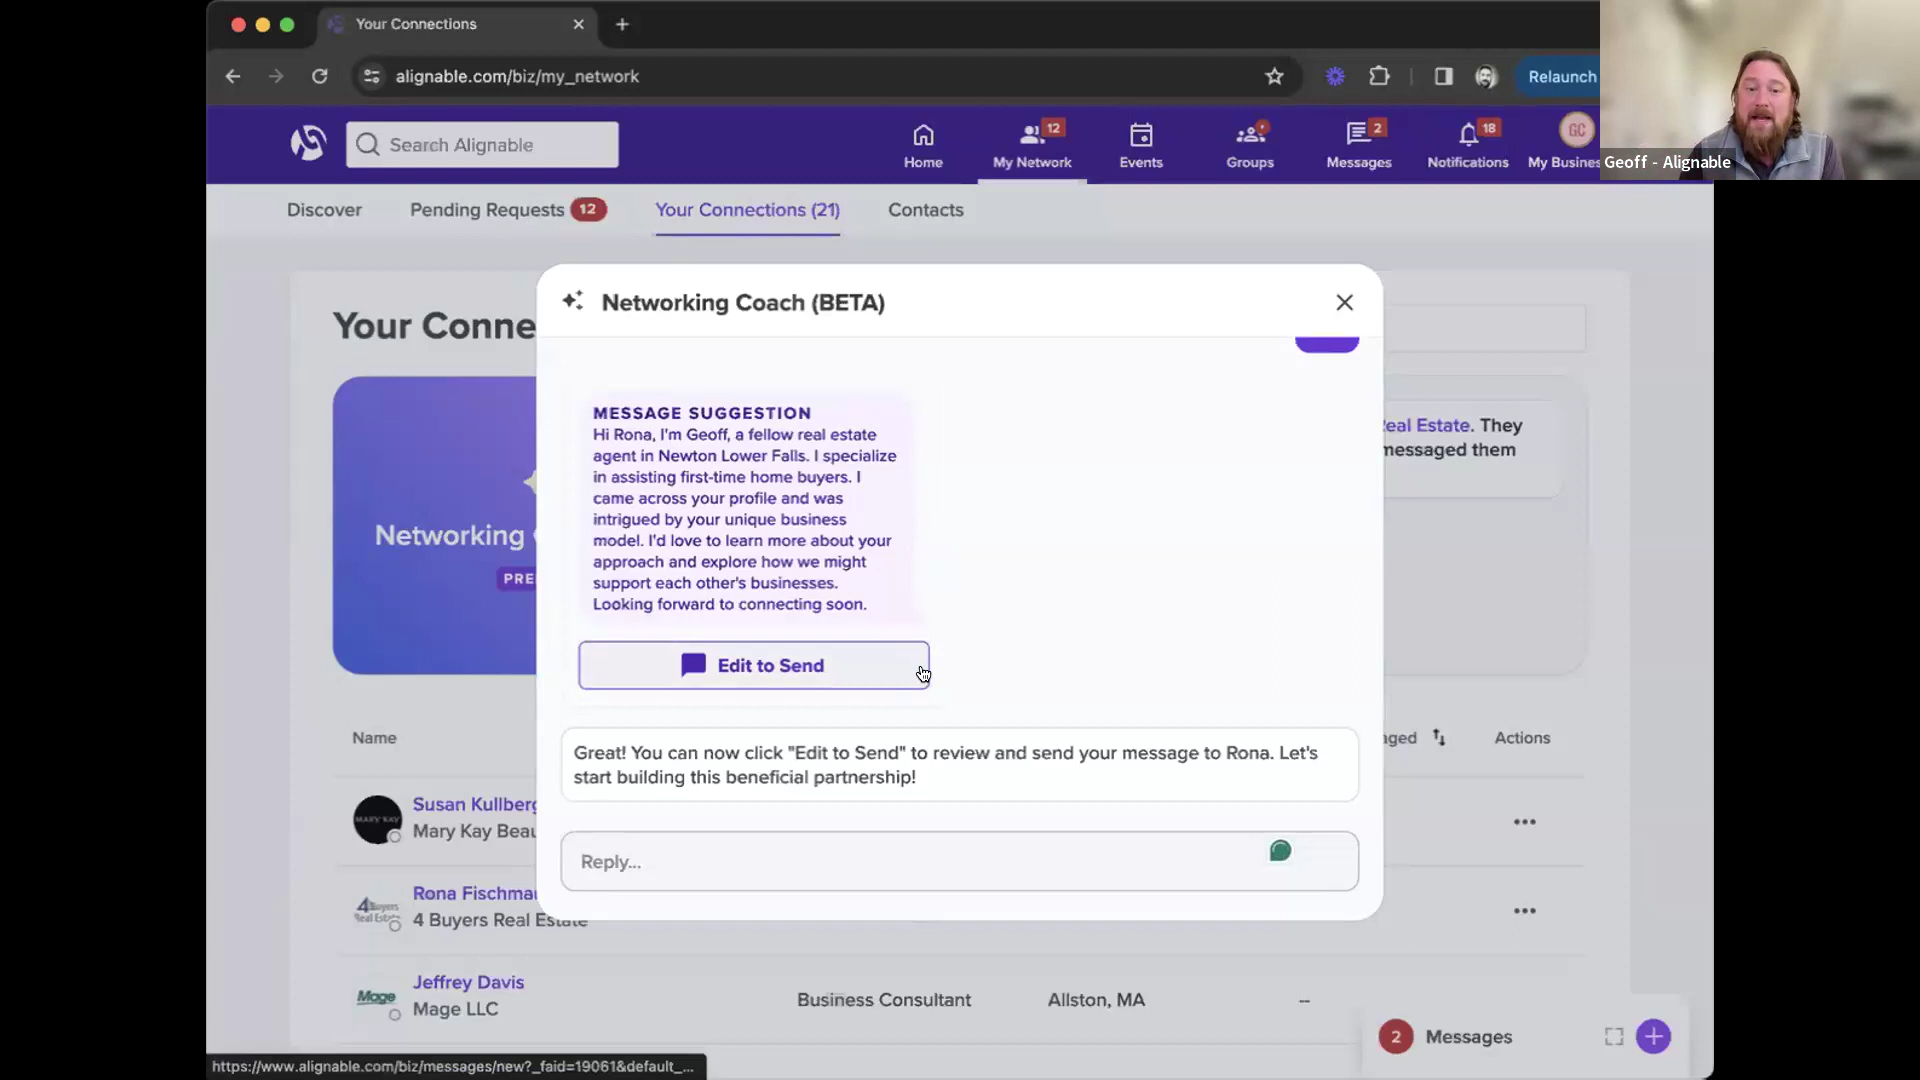 Your Connections
alignable.com/biz/my_network
Relaunch
Search Alignable
Home
12
My Network
Events
Groups
2
Messages
18
Notifications
GC
My Busines
Geoff - Alignable
Discover
Pending Requests 12
Your Connections (21)
Contacts
Your Conne
Networking Coach (BETA)
Networking
PRE
MESSAGE SUGGESTION
Hi Rona, I'm Geoff, a fellow real estate
agent in Newton Lower Falls. I specialize
in assisting first-time home buyers. I
came across your profile and was
intrigued by your unique business
model. I'd love to learn more about your
approach and explore how we might
support each other's businesses.
Looking forward to connecting soon.
eal Estate. They
messaged them
Edit to Send
Great! You can now click "Edit to Send" to review and send your message to Rona. Let's
start building this beneficial partnership!
Reply...
Name
aged
Actions
MARY KAY
Susan Kullberg
Mary Kay Beau
4Buyers
Real Estate
Rona Fischma
4 Buyers Real Estate
Mage
Jeffrey Davis
Mage LLC
Business Consultant
Allston, MA
--
2 Messages
https://www.alignable.com/biz/messages/new?_faid=19061&default_...